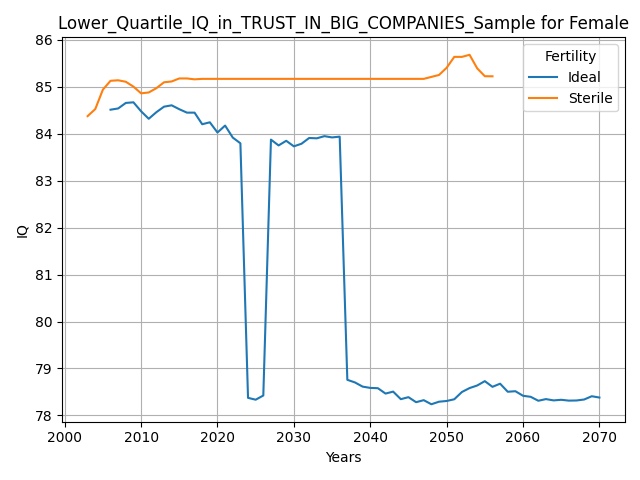 Lower_Quartile_IQ_in_TRUST_IN_BIG_COMPANIES_Sample for Female
86
85
84
83
82
81
80
79
78
IQ
Fertility
Ideal
Sterile
2000 2010 2020 2030 2040 2050 2060 2070
Years